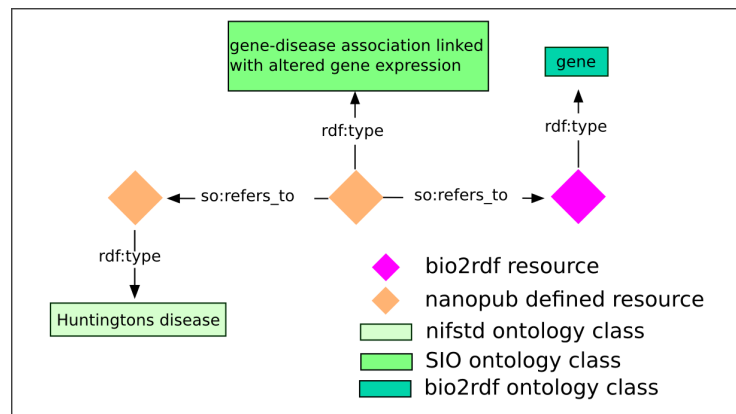 gene-disease association linked
with altered gene expression
gene
rdf:type
rdf:type
so:refers_to
so:refers_to
rdf:type
Huntingtons disease
bio2rdf resource
nanopub defined resource
nifstd ontology class
SIO ontology class
bio2rdf ontology class